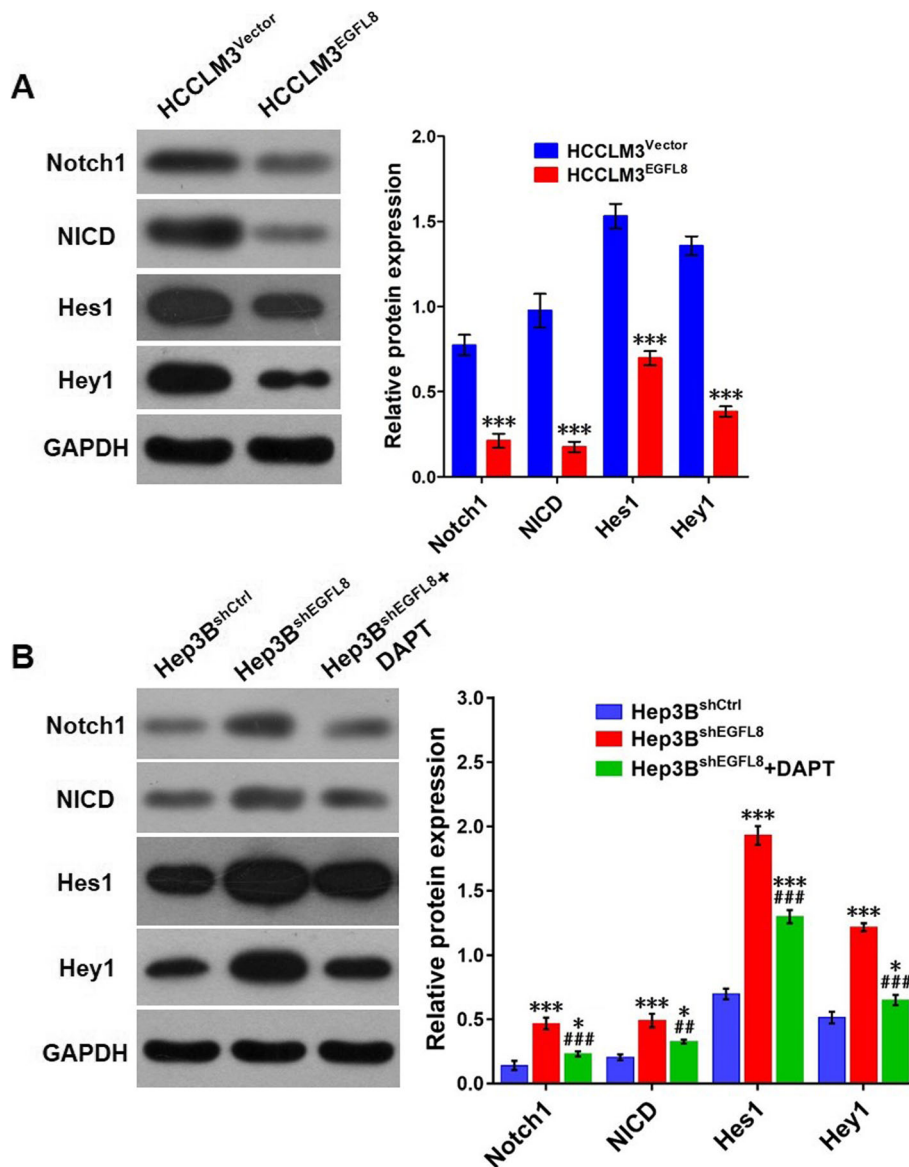 A
HCCLM3Vector
HCCLM3EGFL8
Notch1
NICD
Hes1
Hey1
GAPDH
Relative protein expression
2.0
1.5
1.0
0.5
0.0
HCCLM3Vector
HCCLM3EGFL8
***
***
***
***
Notch1
NICD
Hes1
Hey1
B
Hep3BshCtrl
Hep3BshEGFL8
Hep3BshEGFL8+
DAPT
Notch1
NICD
Hes1
Hey1
GAPDH
Relative protein expression
3.0
2.5
2.0
1.5
1.0
0.5
0.0
Hep3BshCtrl
Hep3BshEGFL8
Hep3BshEGFL8+DAPT
***
*
###
***
*
##
***
***
###
***
*
###
Notch1
NICD
Hes1
Hey1